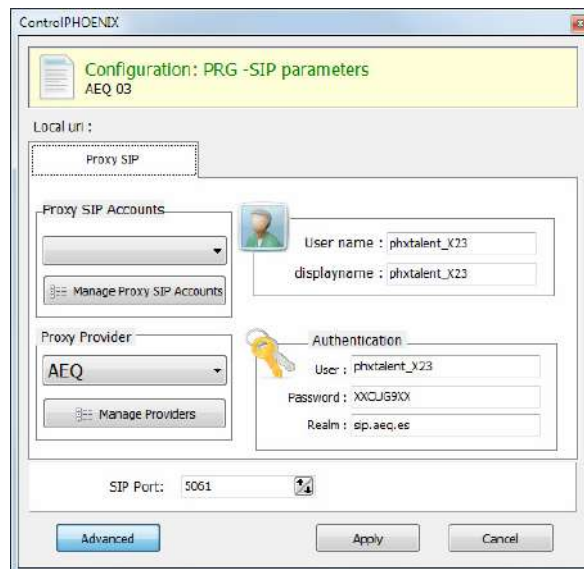 ControlPHOENIX
Configuration: PRG -SIP parameters
AEQ 03
Local uri :
Proxy SIP
Proxy SIP Accounts
Manage Proxy SIP Accounts
User name : phxtalent_X23
displayname : phxtalent_X23
Proxy Provider
AEQ
Manage Providers
Authentication
User : phxtalent_X23
Password : XXCUG9XX
Realm : sip.aeq.es
SIP Port: 5061
Advanced
Apply
Cancel